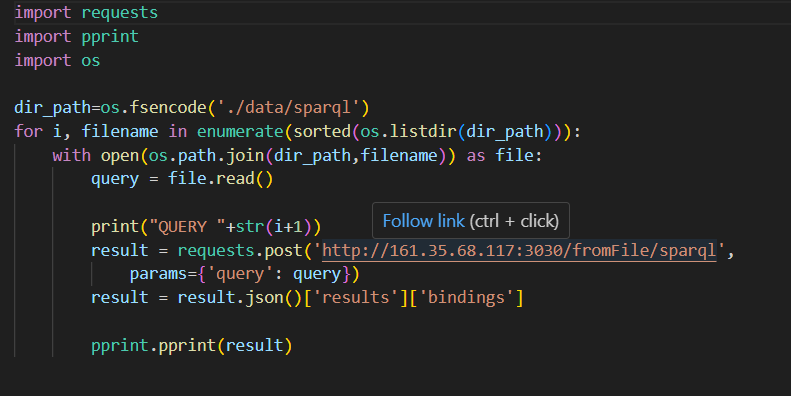 import requests
import pprint
import os
dir_path=os.fsencode('./data/sparql')
for i, filename in enumerate(sorted(os.listdir(dir_path))):
    with open(os.path.join(dir_path,filename)) as file:
        query = file.read()
        print("QUERY "+str(i+1))
Follow link (ctrl + click)
        result = requests.post('http://161.35.68.117:3030/fromFile/sparql',
            params={'query': query})
        result = result.json()['results']['bindings']
        pprint.pprint(result)